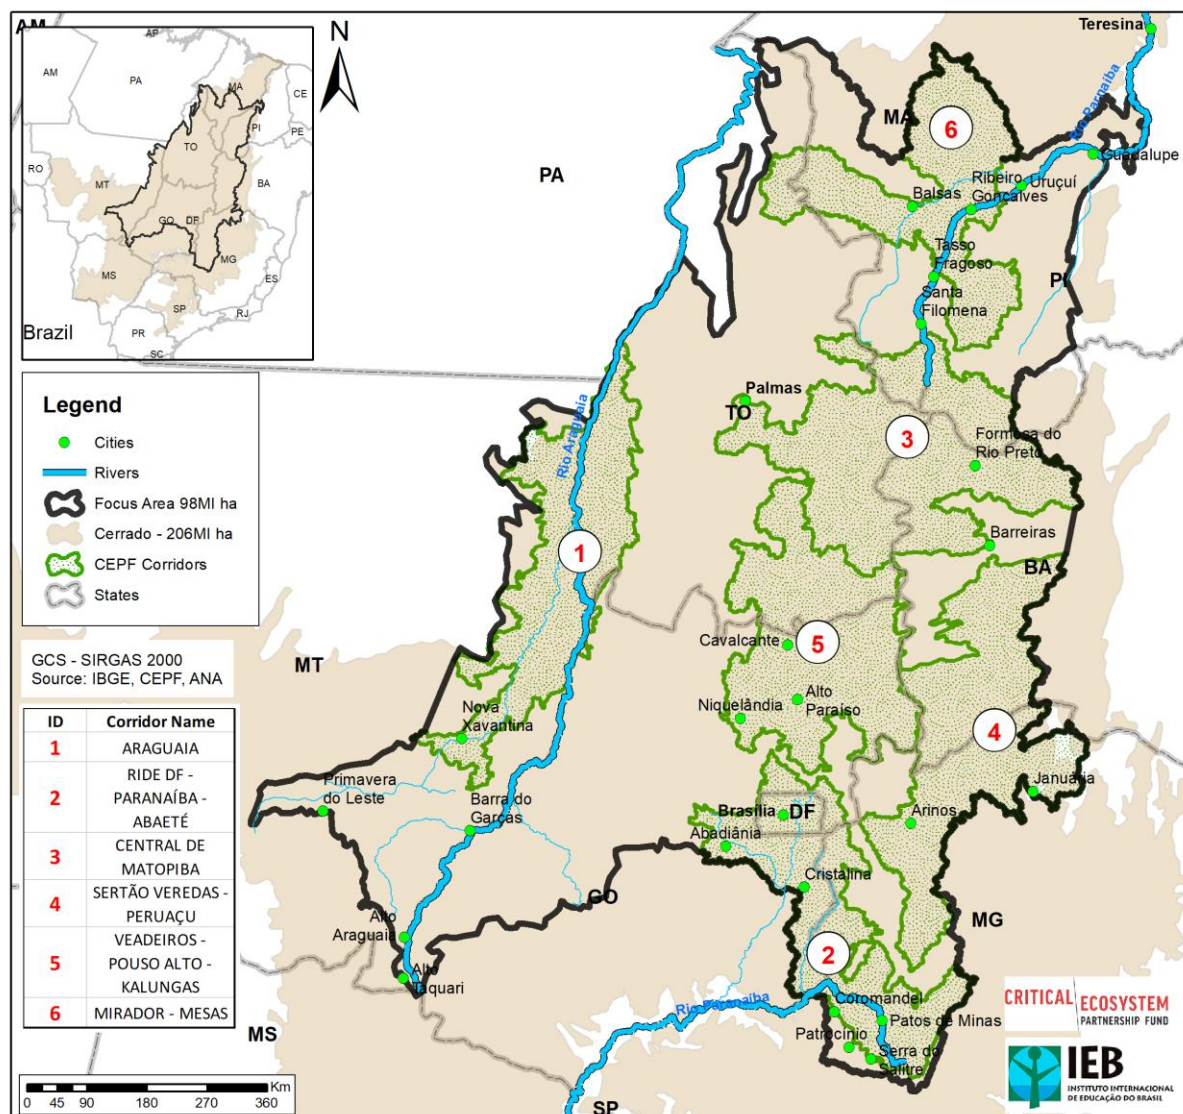 AM
N
Teresina
AP
AM
PA
MA
CE
PI
PE
TO
RO
MT
BA
GO
DF
MG
MS
ES
SP
RJ
PR
SC
Brazil
Rio Parnaíba
MA
6
PA
Guadalupe
Ribeiro
Gonçalves
Uruçuí
Balsas
Tasso
Fragoso
PI
Santa
Filomena
Palmas
TO
3
Formosa do
Rio Preto
Rio Araguaia
Barreiras
1
BA
Cavalcante
5
MT
Niquelândia
Alto
Paraíso
Nova
Xavantina
4
Januária
Primavera
do Leste
Barra do
Garças
Brasília
DF
Arinos
Abadiânia
Cristalina
GO
MG
Alto
Araguaia
2
Alto
Taquari
Rio Paranaíba
Coromandel
Patos de Minas
Patrocínio
Serra do
Salitre
MS
SP
Legend
Cities
Rivers
Focus Area 98MI ha
Cerrado - 206MI ha
CEPF Corridors
States
GCS - SIRGAS 2000
Source: IBGE, CEPF, ANA
ID Corridor Name
1 ARAGUAIA
2 RIDE DF -
PARANAÍBA -
ABAETÉ
3 CENTRAL DE
MATOPIBA
4 SERTÃO VEREDAS -
PERUAÇU
5 VEADEIROS -
POUSO ALTO -
KALUNGAS
6 MIRADOR - MESAS
Km
0 45 90 180 270 360
CRITICAL ECOSYSTEM
PARTNERSHIP FUND
IEB
INSTITUTO INTERNACIONAL
DE EDUCAÇÃO DO BRASIL